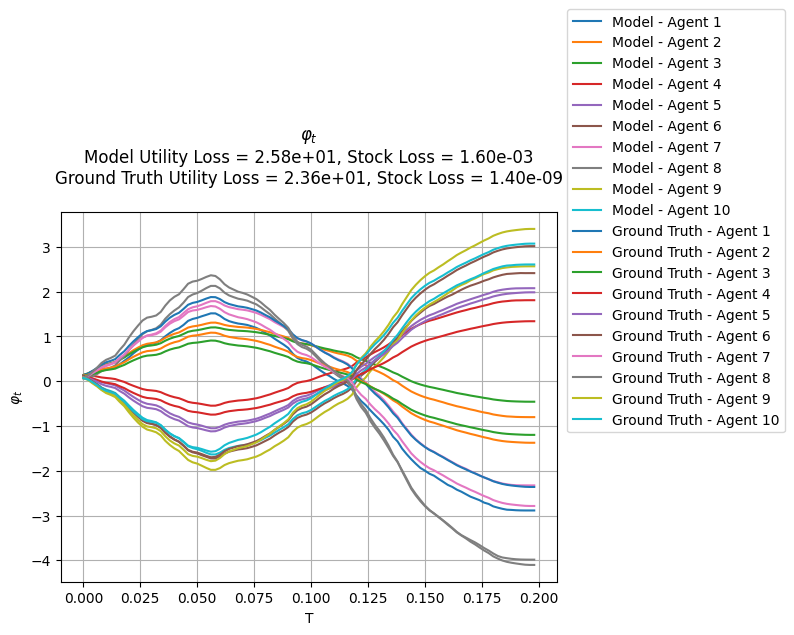 φt
Model Utility Loss = 2.58e+01, Stock Loss = 1.60e-03
Ground Truth Utility Loss = 2.36e+01, Stock Loss = 1.40e-09
3
2
1
0
−1
−2
−3
−4
φt
0.000 0.025 0.050 0.075 0.100 0.125 0.150 0.175 0.200
T
Model - Agent 1
Model - Agent 2
Model - Agent 3
Model - Agent 4
Model - Agent 5
Model - Agent 6
Model - Agent 7
Model - Agent 8
Model - Agent 9
Model - Agent 10
Ground Truth - Agent 1
Ground Truth - Agent 2
Ground Truth - Agent 3
Ground Truth - Agent 4
Ground Truth - Agent 5
Ground Truth - Agent 6
Ground Truth - Agent 7
Ground Truth - Agent 8
Ground Truth - Agent 9
Ground Truth - Agent 10